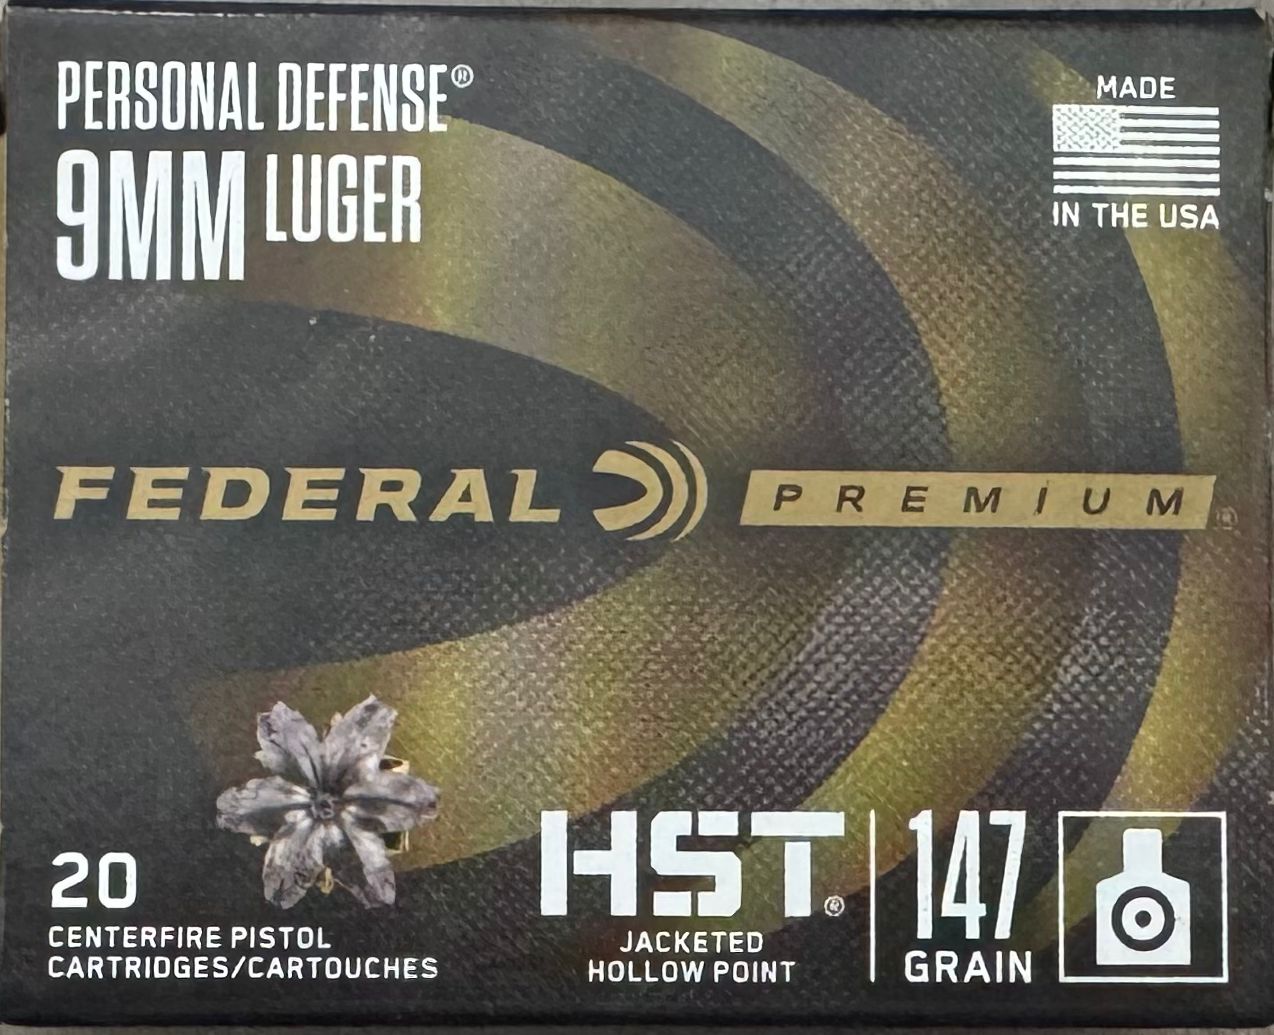 PERSONAL DEFENSE®
9MM LUGER
MADE
IN THE USA
FEDERAL PREMIUM®
20
CENTERFIRE PISTOL
CARTRIDGES/CARTOUCHES
HST®
JACKETED
HOLLOW POINT
147
GRAIN